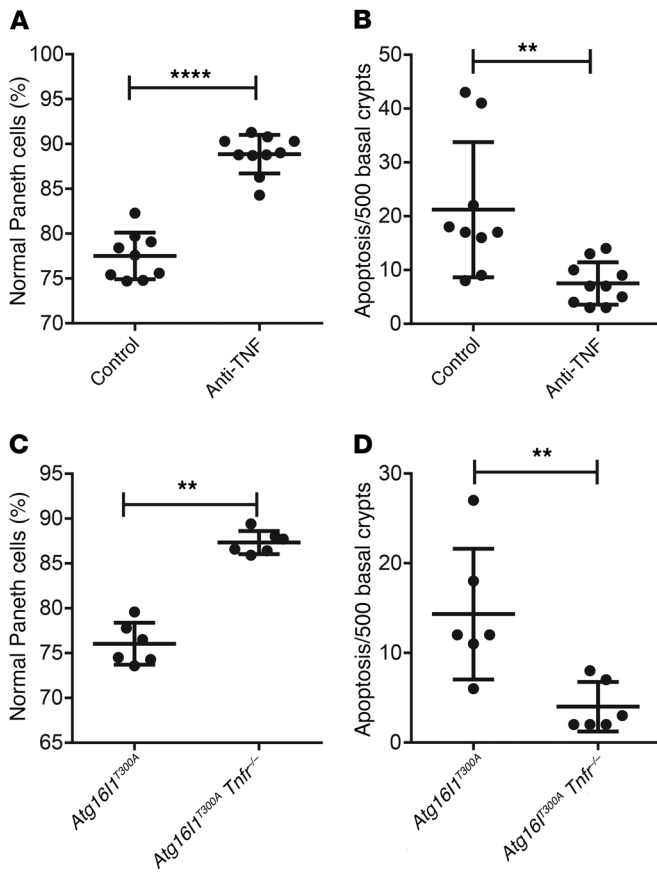 A
Normal Paneth cells (%)
100
95
90
85
80
75
70
****
Control
Anti-TNF
B
Apoptosis/500 basal crypts
50
40
30
20
10
0
**
Control
Anti-TNF
C
Normal Paneth cells (%)
95
90
85
80
75
70
65
**
Atg16l1T300A
Atg16l1T300A Tnfr–/–
D
Apoptosis/500 basal crypts
30
20
10
0
**
Atg16l1T300A
Atg16lT300A Tnfr–/–